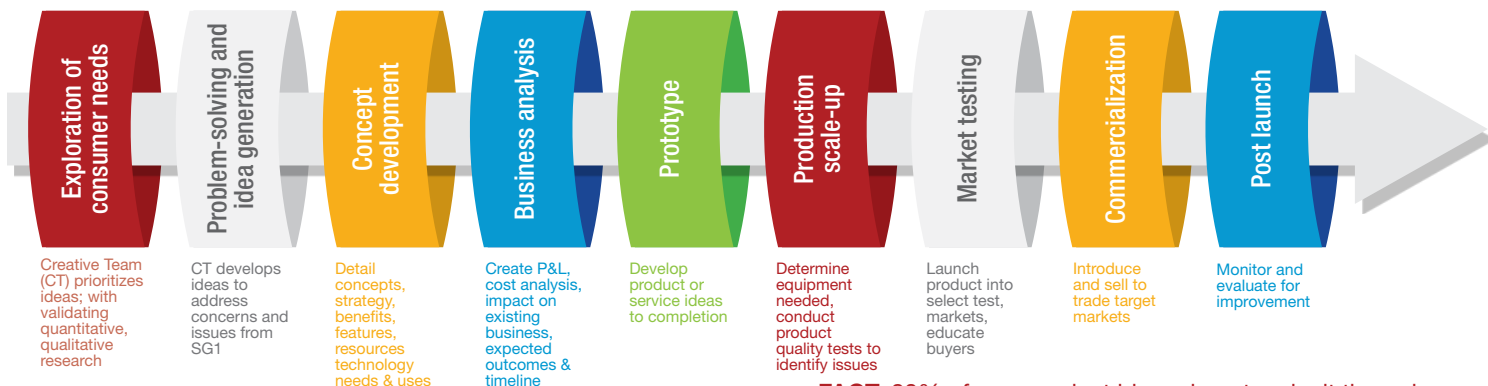 Exploration of
consumer needs
Problem-solving and
idea generation
Concept
development
Business analysis
Prototype
Production
scale-up
Market testing
Commercialization
Post launch
Creative Team
(CT) prioritizes
ideas; with
validating
quantitative,
qualitative
research
CT develops
ideas to
address
concerns and
issues from
SG1
Detail
concepts,
strategy,
benefits,
features,
resources
technology
needs & uses
Create P&L,
cost analysis,
impact on
existing
business,
expected
outcomes &
timeline
Develop
product or
service ideas
to completion
Determine
equipment
needed,
conduct
product
quality tests to
identify issues
Launch
product into
select test,
markets,
educate
buyers
Introduce
and sell to
trade target
markets
Monitor and
evaluate for
improvement